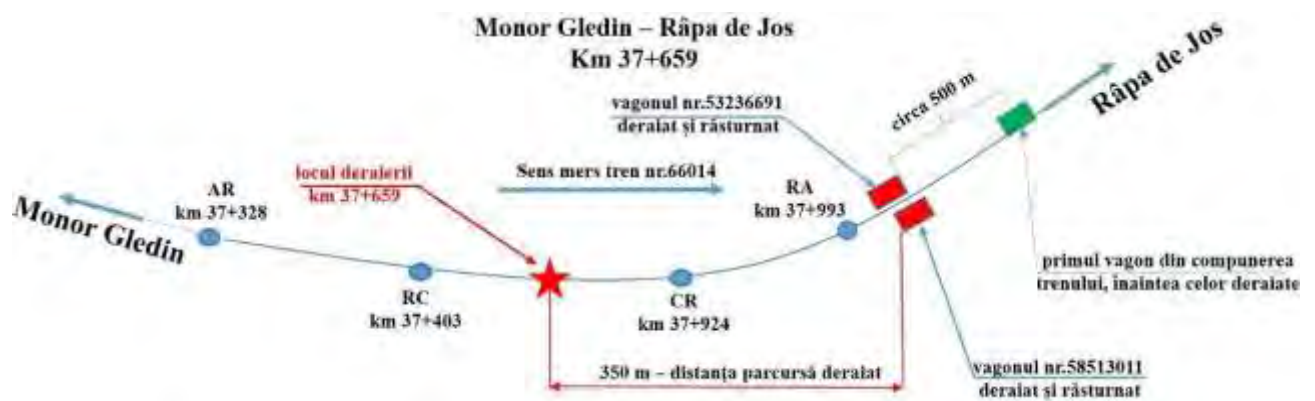 Monor Gledin – Râpa de Jos
Km 37+659
vagonul nr.53236691
deraiat și răsturnat
circa 500 m
Râpa de Jos
locul deraierii
km 37+659
Sens mers tren nr.66014
AR
km 37+328
RA
km 37+993
Monor Gledin
RC
km 37+403
CR
km 37+924
primul vagon din compunerea
trenului, înaintea celor deraiate
350 m – distanța parcursă deraiat
vagonul nr.58513011
deraiat și răsturnat